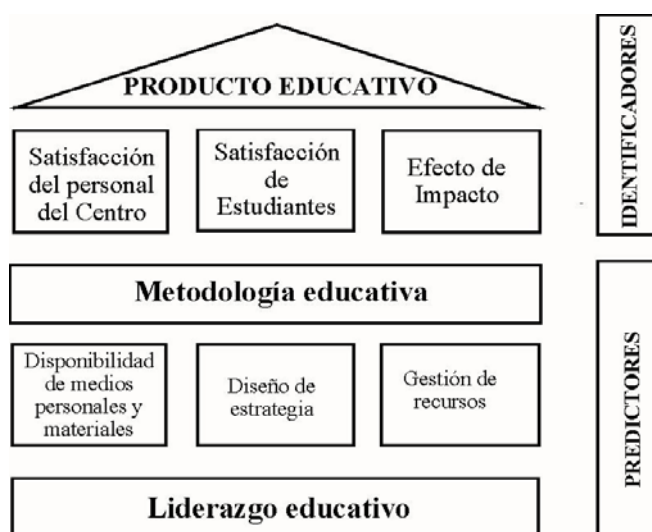 PRODUCTO EDUCATIVO
Satisfacción
del personal
del Centro
Satisfacción
de
Estudiantes
Efecto de
Impacto
IDENTIFICADORES
Metodología educativa
Disponibilidad
de medios
personales y
materiales
Diseño de
estrategia
Gestión de
recursos
PREDICTORES
Liderazgo educativo